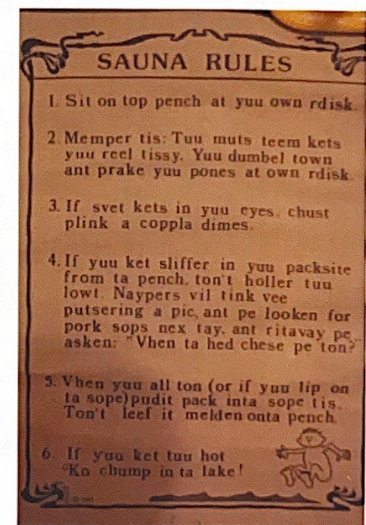 SAUNA RULES
1. Sit on top pench at yuu own rdisk.
2. Memper tis: Tuu muts teem kets
yuu reel tissy. Yuu dumbel town
ant prake yuu pones at own rdisk.
3. If svet kets in yuu eyes, chust
plink a coppla dimes.
4. If yuu ket sliffer in yuu packsite
from ta pench, ton't holler tuu
lowt. Naypers vil tink vee
putsering a pic, ant pe looken for
pork sops nex tay, ant ritavay pe
asken: "Vhen ta hed chese pe ton?
5. Vhen yuu all ton (or if yuu lip on
ta sope) pudit pack inta sope tis.
Ton't leef it melden onta pench.
6. If yuu ket tuu hot
Ko chump in ta lake!